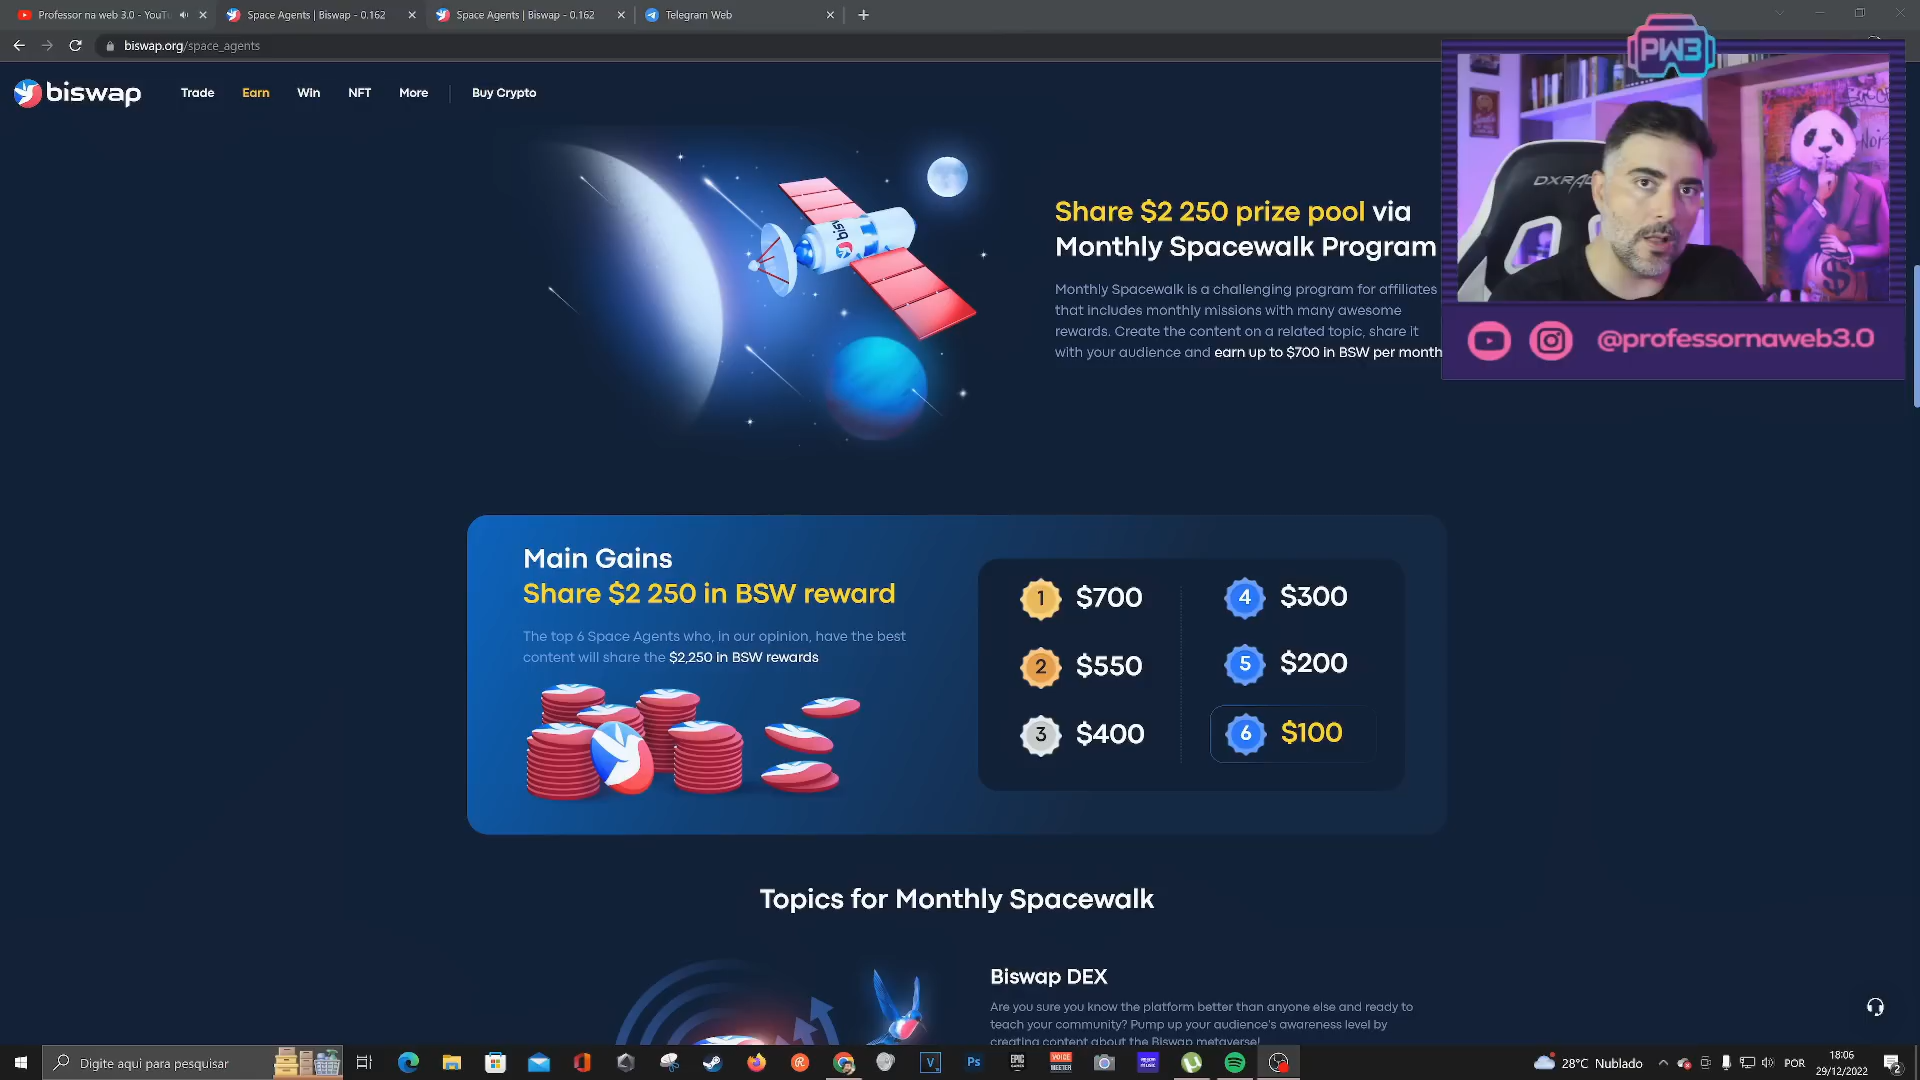 Professor na web 3.0 - YouTu
Space Agents | Biswap - 0.162
Space Agents | Biswap - 0.162
Telegram Web
biswap.org/space_agents
biswap
Trade
Earn
Win
NFT
More
Buy Crypto
PW3
DXRAC
@professornaweb3.0
Share $2 250 prize pool via
Monthly Spacewalk Program
Monthly Spacewalk is a challenging program for affiliates
that includes monthly missions with many awesome
rewards. Create the content on a related topic, share it
with your audience and earn up to $700 in BSW per month
Main Gains
Share $2 250 in BSW reward
The top 6 Space Agents who, in our opinion, have the best
content will share the $2,250 in BSW rewards
1 $700
2 $550
3 $400
4 $300
5 $200
6 $100
Topics for Monthly Spacewalk
Biswap DEX
Are you sure you know the platform better than anyone else and ready to
teach your community? Pump up your audience's awareness level by
creating content about the Biswap metaverse!
Digite aqui para pesquisar
28°C Nublado
POR
18:06
29/12/2022
2